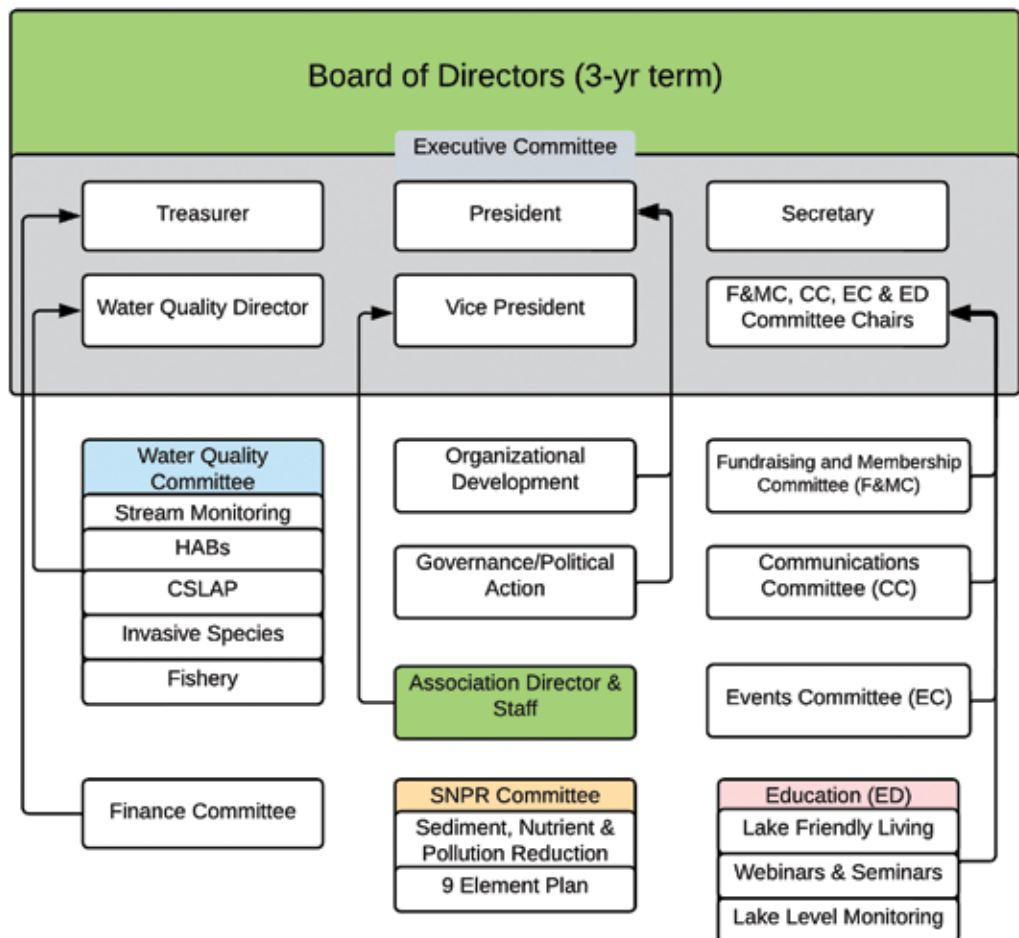 Board of Directors (3-yr term)
Executive Committee
Treasurer
President
Secretary
Water Quality Director
Vice President
F&MC, CC, EC & ED
Committee Chairs
Water Quality
Committee
Stream Monitoring
HABs
CSLAP
Invasive Species
Fishery
Organizational
Development
Fundraising and Membership
Committee (F&MC)
Governance/Political
Action
Communications
Committee (CC)
Association Director &
Staff
Events Committee (EC)
Finance Committee
SNPR Committee
Sediment, Nutrient &
Pollution Reduction
9 Element Plan
Education (ED)
Lake Friendly Living
Webinars & Seminars
Lake Level Monitoring